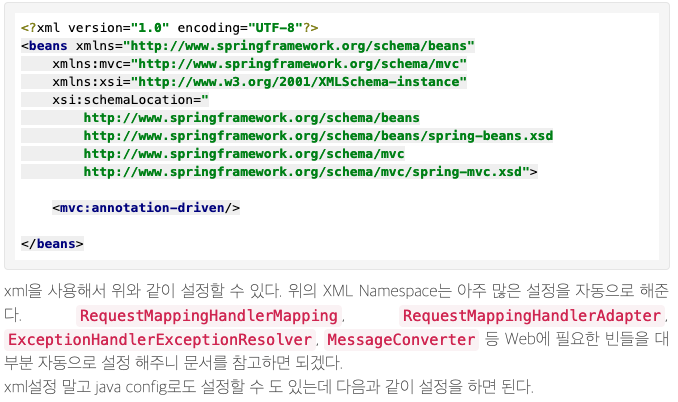 <?xml version="1.0" encoding="UTF-8"?>
<beans xmlns="http://www.springframework.org/schema/beans"
    xmlns:mvc="http://www.springframework.org/schema/mvc"
    xmlns:xsi="http://www.w3.org/2001/XMLSchema-instance"
    xsi:schemaLocation="
        http://www.springframework.org/schema/beans
        http://www.springframework.org/schema/beans/spring-beans.xsd
        http://www.springframework.org/schema/mvc
        http://www.springframework.org/schema/mvc/spring-mvc.xsd">
    <mvc:annotation-driven/>
</beans>
xml을 사용해서 위와 같이 설정할 수 있다. 위의 XML Namespace는 아주 많은 설정을 자동으로 해준
다. RequestMappingHandlerMapping, RequestMappingHandlerAdapter,
ExceptionHandlerExceptionResolver, MessageConverter 등 Web에 필요한 빈들을 대
부분 자동으로 설정 해주니 문서를 참고하면 되겠다.
xml설정 말고 java config로도 설정할 수 도 있는데 다음과 같이 설정을 하면 된다.